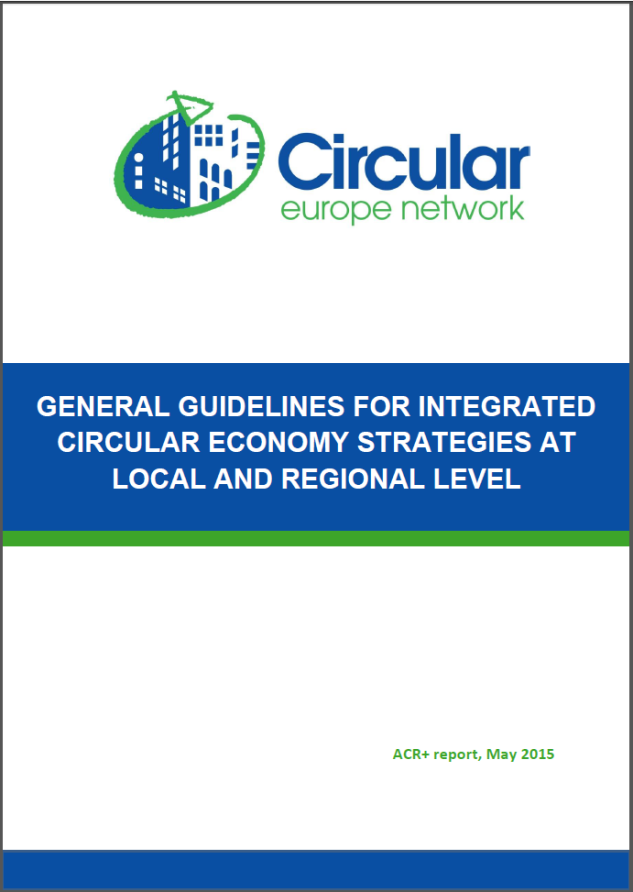 Circular
europe network
GENERAL GUIDELINES FOR INTEGRATED
CIRCULAR ECONOMY STRATEGIES AT
LOCAL AND REGIONAL LEVEL
ACR+ report, May 2015